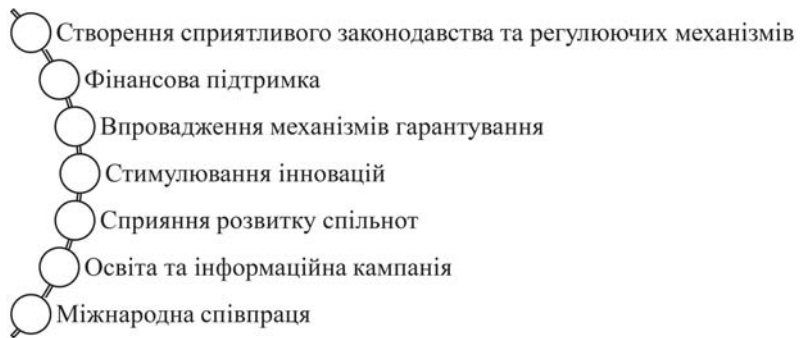 Створення сприятливого законодавства та регулюючих механізмів
Фінансова підтримка
Впровадження механізмів гарантування
Стимулювання інновацій
Сприяння розвитку спільнот
Освіта та інформаційна кампанія
Міжнародна співпраця